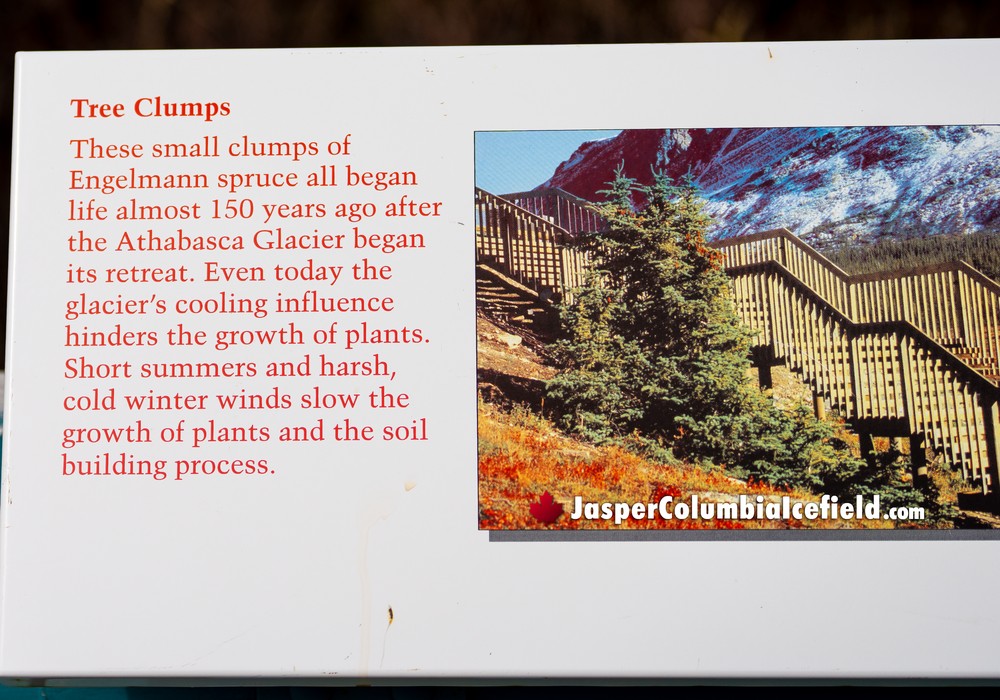 Tree Clumps
These small clumps of
Engelmann spruce all began
life almost 150 years ago after
the Athabasca Glacier began
its retreat. Even today the
glacier’s cooling influence
hinders the growth of plants.
Short summers and harsh,
cold winter winds slow the
growth of plants and the soil
building process.
JasperColumbiaIcefield.com